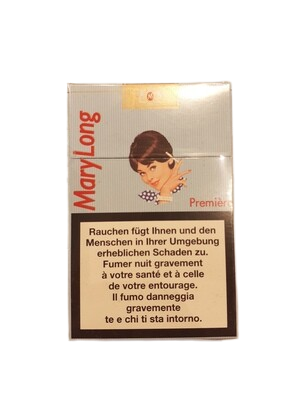 MaryLong
Première
Rauchen fügt Ihnen und den
Menschen in Ihrer Umgebung
erheblichen Schaden zu.
Fumer nuit gravement
à votre santé et à celle
de votre entourage.
Il fumo danneggia
gravemente
te e chi ti sta intorno.